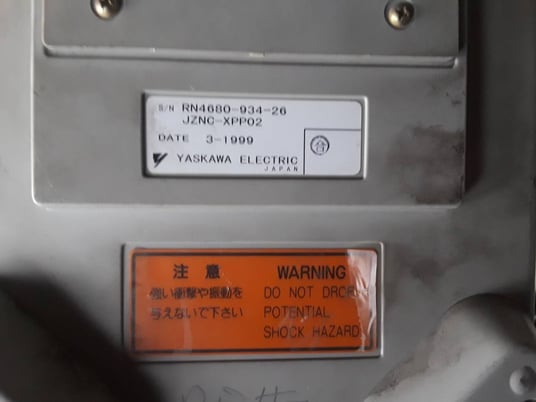 S/N RN4680-934-26
JZNC-XPP02
DATE 3-1999
合
YASKAWA ELECTRIC
JAPAN
注意
強い衝撃や振動を
与えないで下さい
WARNING
DO NOT DROP
POTENTIAL
SHOCK HAZARD